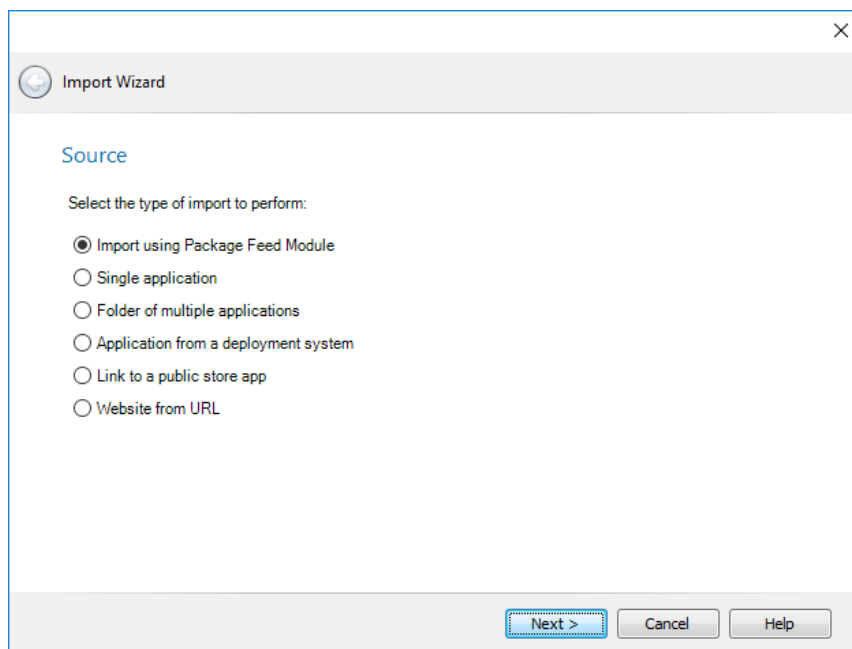 Import Wizard
Source
Select the type of import to perform:
Import using Package Feed Module
Single application
Folder of multiple applications
Application from a deployment system
Link to a public store app
Website from URL
Next >
Cancel
Help